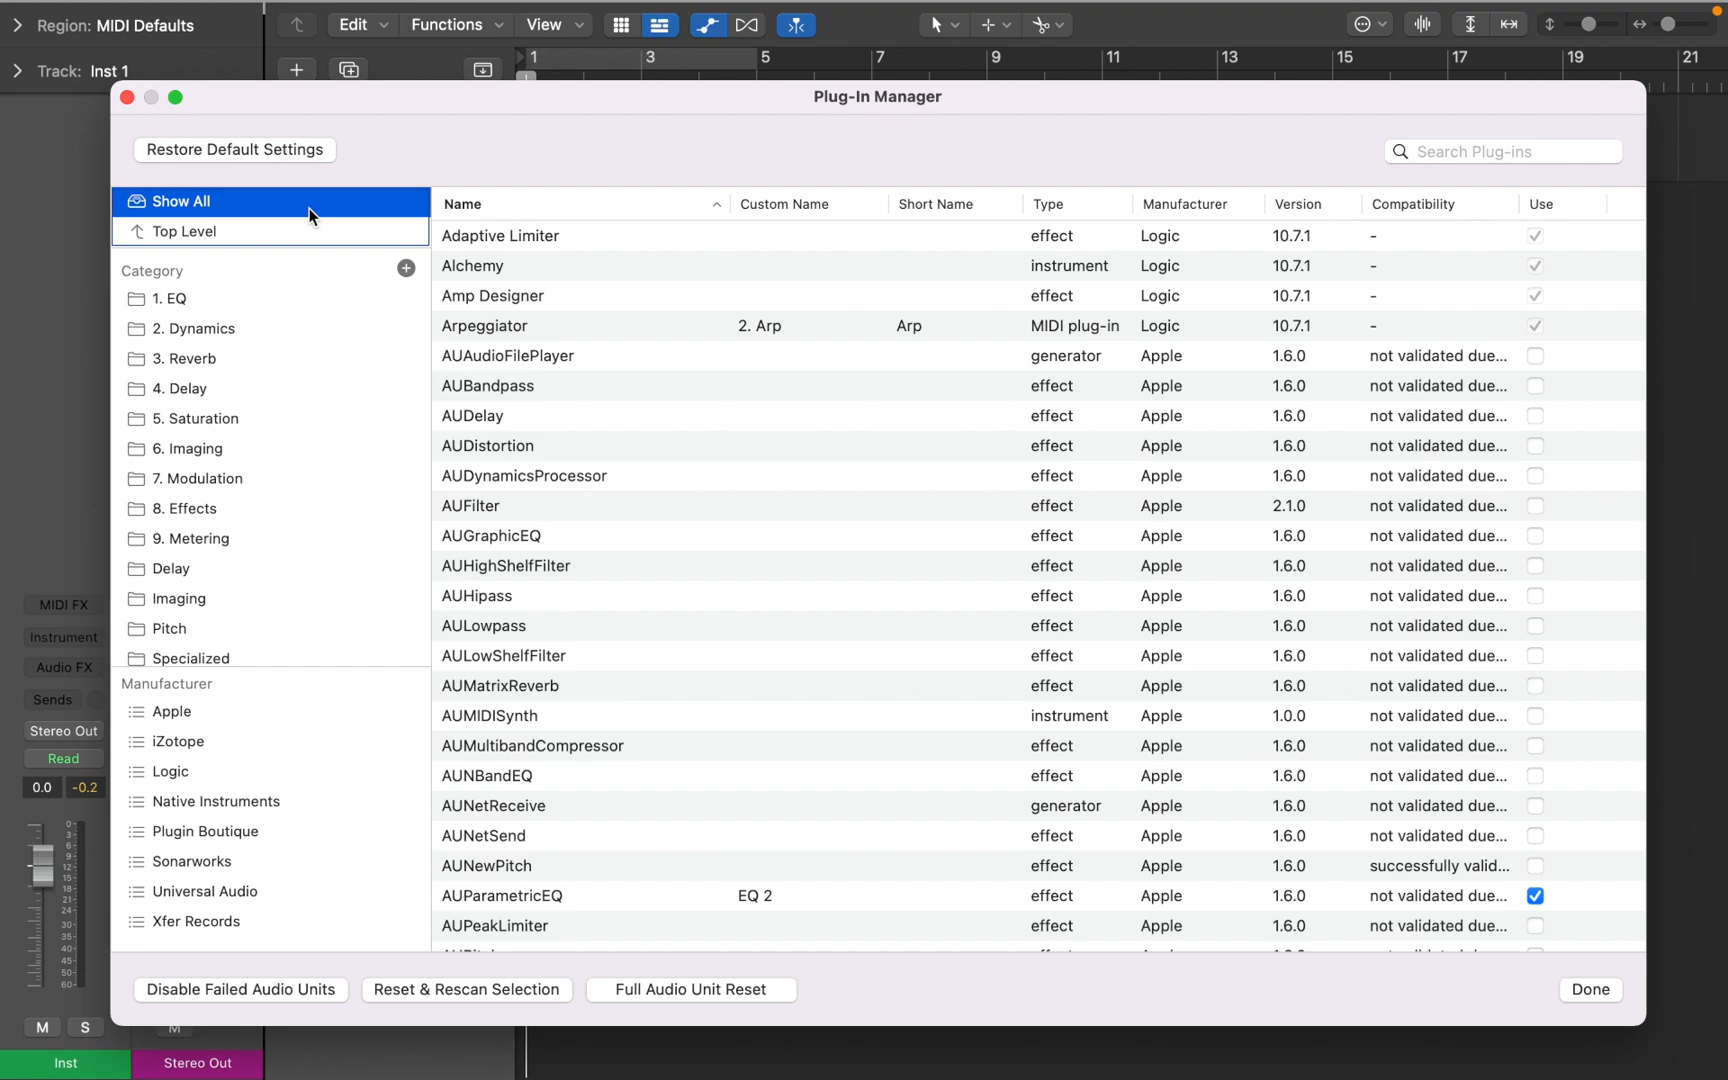 Region: MIDI Defaults
Edit Functions View
Track: Inst 1
1 3 5 7 9 11 13 15 17 19 21
Plug-In Manager
Restore Default Settings
Search Plug-ins
Show All
Top Level
Category
1. EQ
2. Dynamics
3. Reverb
4. Delay
5. Saturation
6. Imaging
7. Modulation
8. Effects
9. Metering
Delay
Imaging
Pitch
Specialized
Manufacturer
Apple
iZotope
Logic
Native Instruments
Plugin Boutique
Sonarworks
Universal Audio
Xfer Records
Name Custom Name Short Name Type Manufacturer Version Compatibility Use
Adaptive Limiter effect Logic 10.7.1 -
Alchemy instrument Logic 10.7.1 -
Amp Designer effect Logic 10.7.1 -
Arpeggiator 2. Arp Arp MIDI plug-in Logic 10.7.1 -
AUAudioFilePlayer generator Apple 1.6.0 not validated due...
AUBandpass effect Apple 1.6.0 not validated due...
AUDelay effect Apple 1.6.0 not validated due...
AUDistortion effect Apple 1.6.0 not validated due...
AUDynamicsProcessor effect Apple 1.6.0 not validated due...
AUFilter effect Apple 2.1.0 not validated due...
AUGraphicEQ effect Apple 1.6.0 not validated due...
AUHighShelfFilter effect Apple 1.6.0 not validated due...
AUHipass effect Apple 1.6.0 not validated due...
AULowpass effect Apple 1.6.0 not validated due...
AULowShelfFilter effect Apple 1.6.0 not validated due...
AUMatrixReverb effect Apple 1.6.0 not validated due...
AUMIDISynth instrument Apple 1.0.0 not validated due...
AUMultibandCompressor effect Apple 1.6.0 not validated due...
AUNBandEQ effect Apple 1.6.0 not validated due...
AUNetReceive generator Apple 1.6.0 not validated due...
AUNetSend effect Apple 1.6.0 not validated due...
AUNewPitch effect Apple 1.6.0 successfully valid...
AUParametricEQ EQ 2 effect Apple 1.6.0 not validated due...
AUPeakLimiter effect Apple 1.6.0 not validated due...
Disable Failed Audio Units Reset & Rescan Selection Full Audio Unit Reset Done
MIDI FX
Instrument
Audio FX
Sends
Stereo Out
Read
0.0 -0.2
0
3
6
9
12
15
18
21
24
30
35
40
45
50
60
M S M
Inst Stereo Out